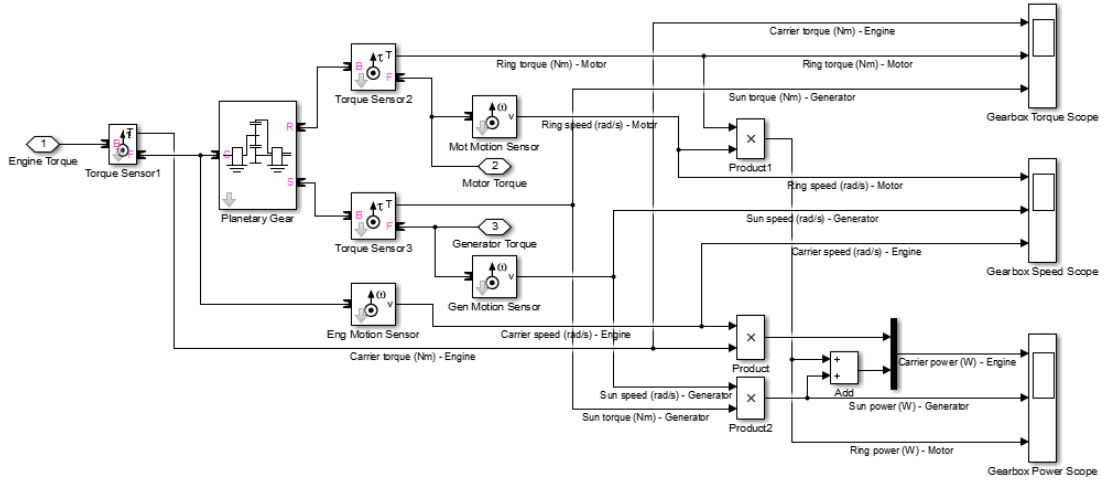 Carrier torque (Nm) - Engine
Ring torque (Nm) - Motor
Ring torque (Nm) - Motor
Sun torque (Nm) - Generator
Gearbox Torque Scope
τ T
B
F
Torque Sensor2
ω
v
Mot Motion Sensor
Ring speed (rad/s) - Motor
×
Product1
2
Motor Torque
1
Engine Torque
B
F
Torque Sensor1
R
C
S
Planetary Gear
Ring speed (rad/s) - Motor
Sun speed (rad/s) - Generator
Carrier speed (rad/s) - Engine
Gearbox Speed Scope
τ T
B
F
Torque Sensor3
3
Generator Torque
ω
v
Gen Motion Sensor
ω
v
Eng Motion Sensor
Carrier speed (rad/s) - Engine
Carrier torque (Nm) - Engine
×
Product
+
+
Add
Sun speed (rad/s) - Generator
Sun torque (Nm) - Generator
×
Product2
Carrier power (W) - Engine
Sun power (W) - Generator
Ring power (W) - Motor
Gearbox Power Scope